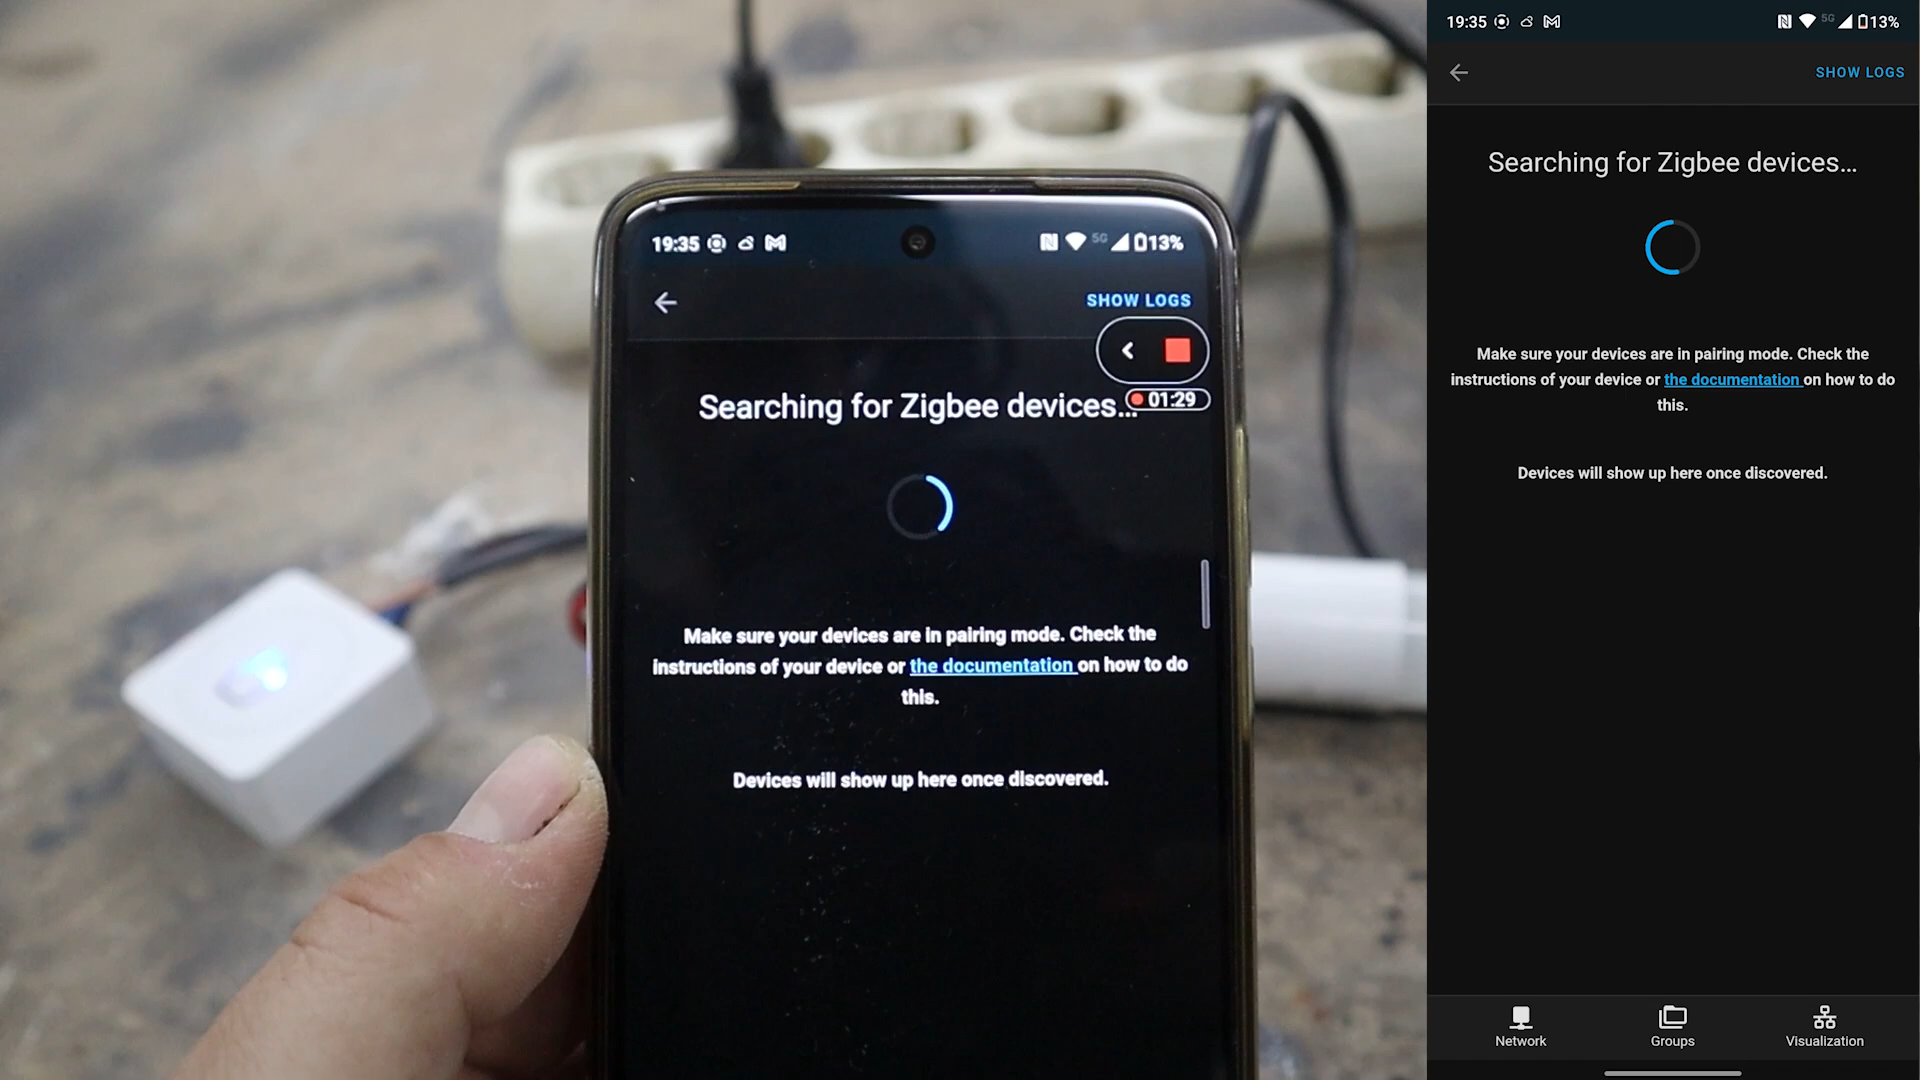 19:35
5G
13%
SHOW LOGS
01:29
Searching for Zigbee devices...
Make sure your devices are in pairing mode. Check the
instructions of your device or the documentation on how to do
this.
Devices will show up here once discovered.
19:35
5G
13%
SHOW LOGS
Searching for Zigbee devices...
Make sure your devices are in pairing mode. Check the
instructions of your device or the documentation on how to do
this.
Devices will show up here once discovered.
Network
Groups
Visualization